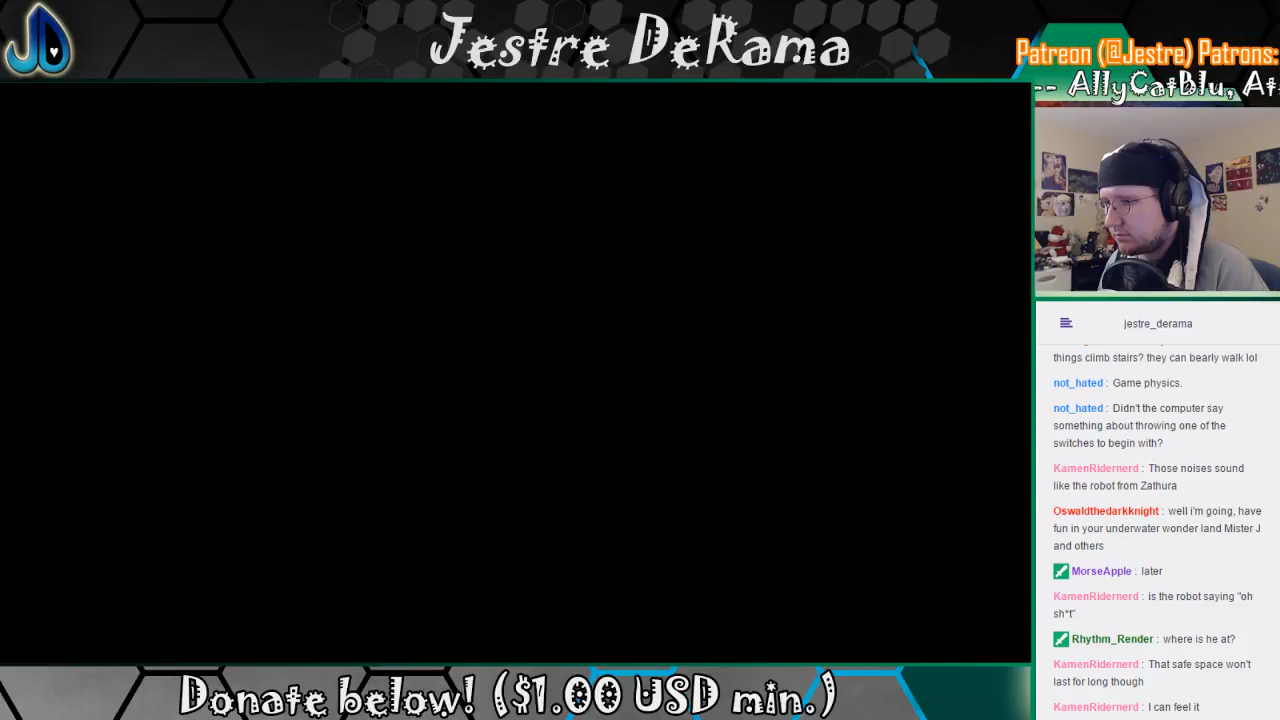 JD
Jestre DeRama
Patreon (@Jestre) Patrons:
-- AllyCatBlu, At
jestre_derama
things climb stairs? they can bearly walk lol
not_hated : Game physics.
not_hated : Didn't the computer say
something about throwing one of the
switches to begin with?
KamenRidernerd : Those noises sound
like the robot from Zathura
Oswaldthedarkknight : well i'm going, have
fun in your underwater wonder land Mister J
and others
MorseApple : later
KamenRidernerd : is the robot saying "oh
sh*t"
Rhythm_Render : where is he at?
KamenRidernerd : That safe space won't
last for long though
KamenRidernerd : I can feel it
Donate below! ($1.00 USD min.)